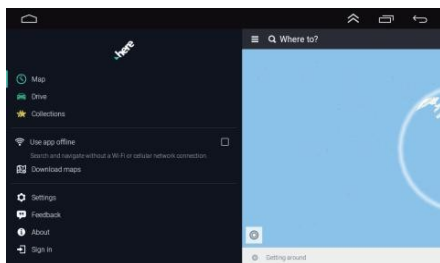 here
Where to?
Map
Drive
Collections
Use app offline
Search and navigate without a Wi-Fi or cellular network connection
Download maps
Settings
Feedback
About
Sign in
Getting around